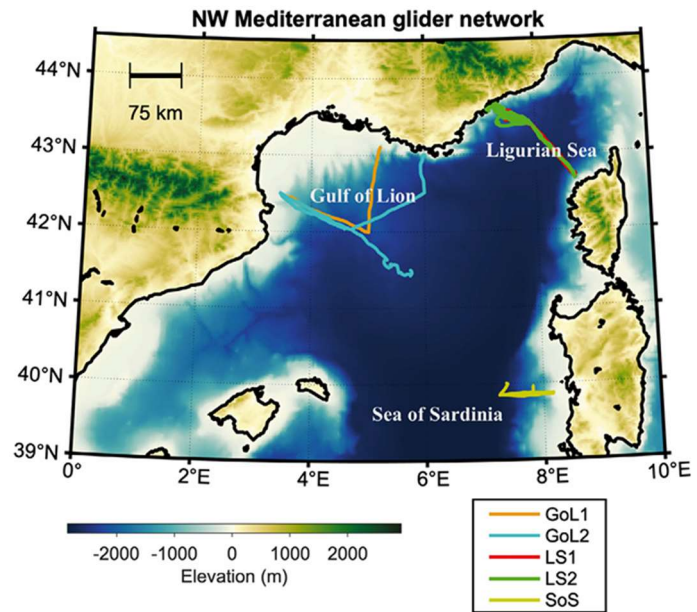 NW Mediterranean glider network
44°N
75 km
43°N
Ligurian Sea
Gulf of Lion
42°N
41°N
40°N
Sea of Sardinia
39°N
0°
2°E
4°E
6°E
8°E
10°E
-2000 -1000 0 1000 2000
Elevation (m)
GoL1
GoL2
LS1
LS2
SoS